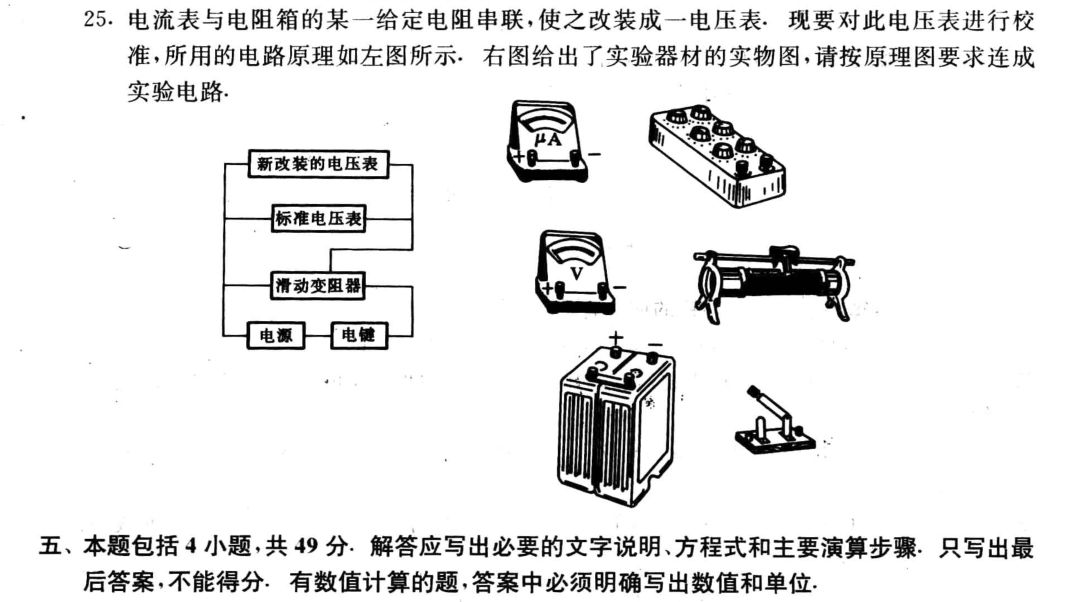 25. 电流表与电阻箱的某一给定电阻串联,使之改装成一电压表. 现要对此电压表进行校
准,所用的电路原理如左图所示. 右图给出了实验器材的实物图,请按原理图要求连成
实验电路.
μA
+ −
新改装的电压表
标准电压表
V
+ −
滑动变阻器
电源
电键
+ −
五、本题包括 4 小题,共 49 分. 解答应写出必要的文字说明、方程式和主要演算步骤. 只写出最
后答案,不能得分. 有数值计算的题,答案中必须明确写出数值和单位.